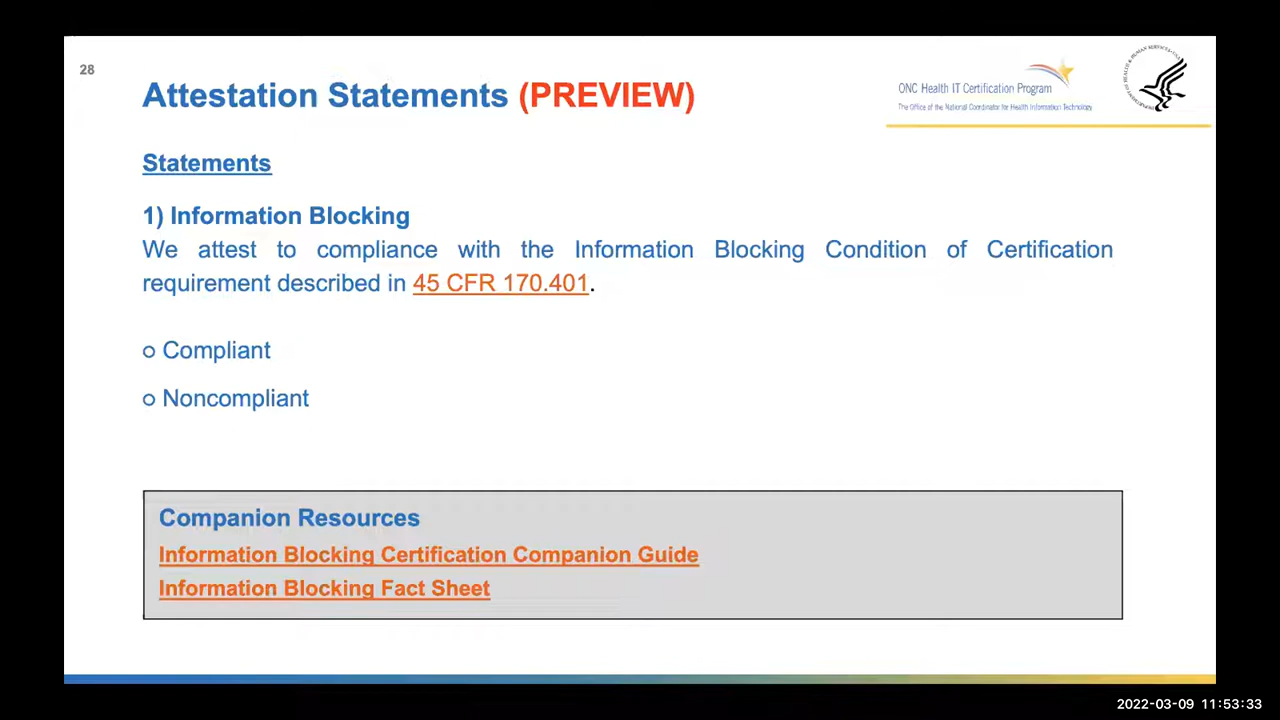 28
Attestation Statements (PREVIEW)
ONC Health IT Certification Program
The Office of the National Coordinator for Health Information Technology
Statements
1) Information Blocking
We attest to compliance with the Information Blocking Condition of Certification
requirement described in 45 CFR 170.401.
Compliant
Noncompliant
Companion Resources
Information Blocking Certification Companion Guide
Information Blocking Fact Sheet
2022-03-09 11:53:33